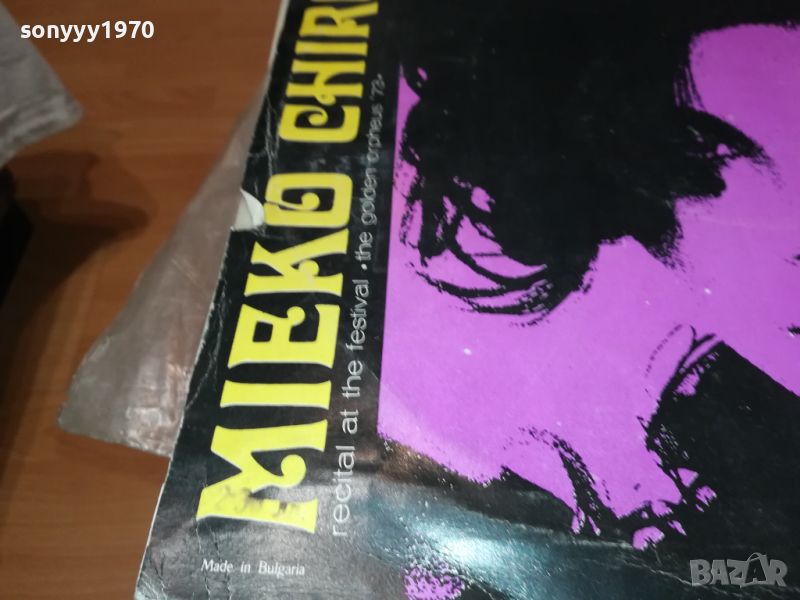 sonyyy1970
MIEKO CHIR
recital at the festival • the golden orpheus '73 •
Made in Bulgaria
BAZAR